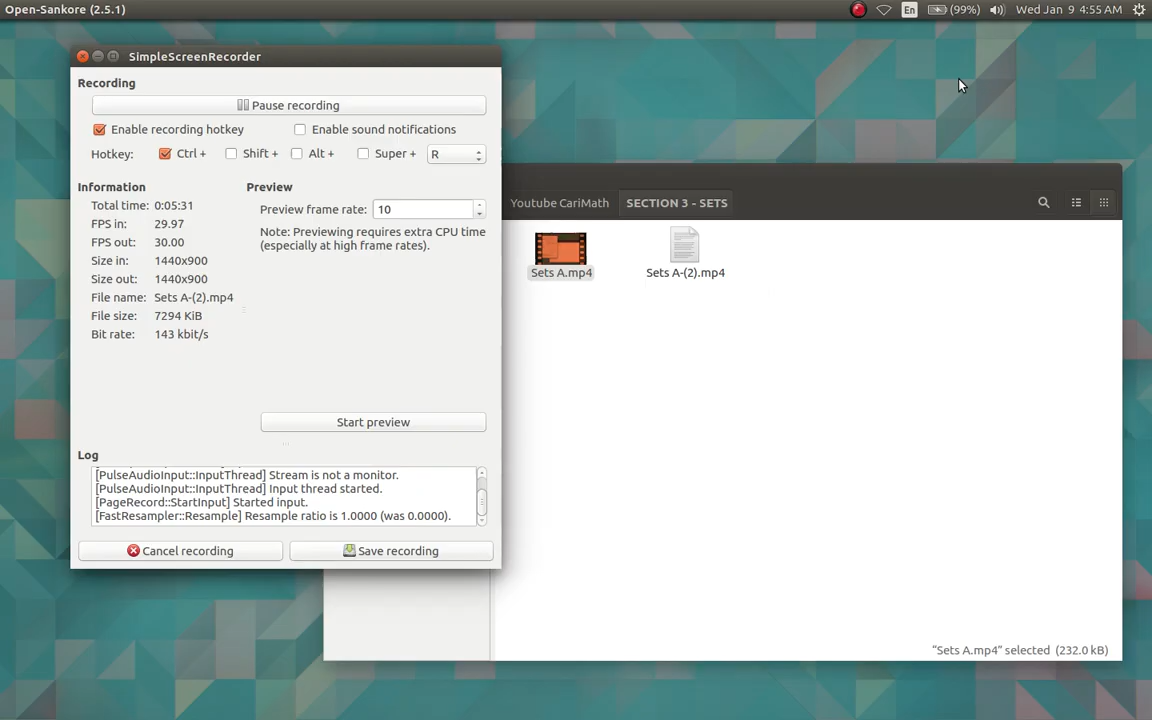 Open-Sankore (2.5.1)
En
(99%)
Wed Jan 9 4:55 AM
SimpleScreenRecorder
Recording
Pause recording
Enable recording hotkey
Enable sound notifications
Hotkey:
Ctrl +
Shift +
Alt +
Super +
R
Information
Total time: 0:05:31
FPS in: 29.97
FPS out: 30.00
Size in: 1440x900
Size out: 1440x900
File name: Sets A-(2).mp4
File size: 7294 KiB
Bit rate: 143 kbit/s
Preview
Preview frame rate: 10
Note: Previewing requires extra CPU time
(especially at high frame rates).
Start preview
Log
[PulseAudioInput::InputThread] Stream is not a monitor.
[PulseAudioInput::InputThread] Input thread started.
[PageRecord::StartInput] Started input.
[FastResampler::Resample] Resample ratio is 1.0000 (was 0.0000).
Cancel recording
Save recording
Youtube CariMath
SECTION 3 - SETS
Sets A.mp4
Sets A-(2).mp4
“Sets A.mp4” selected (232.0 kB)